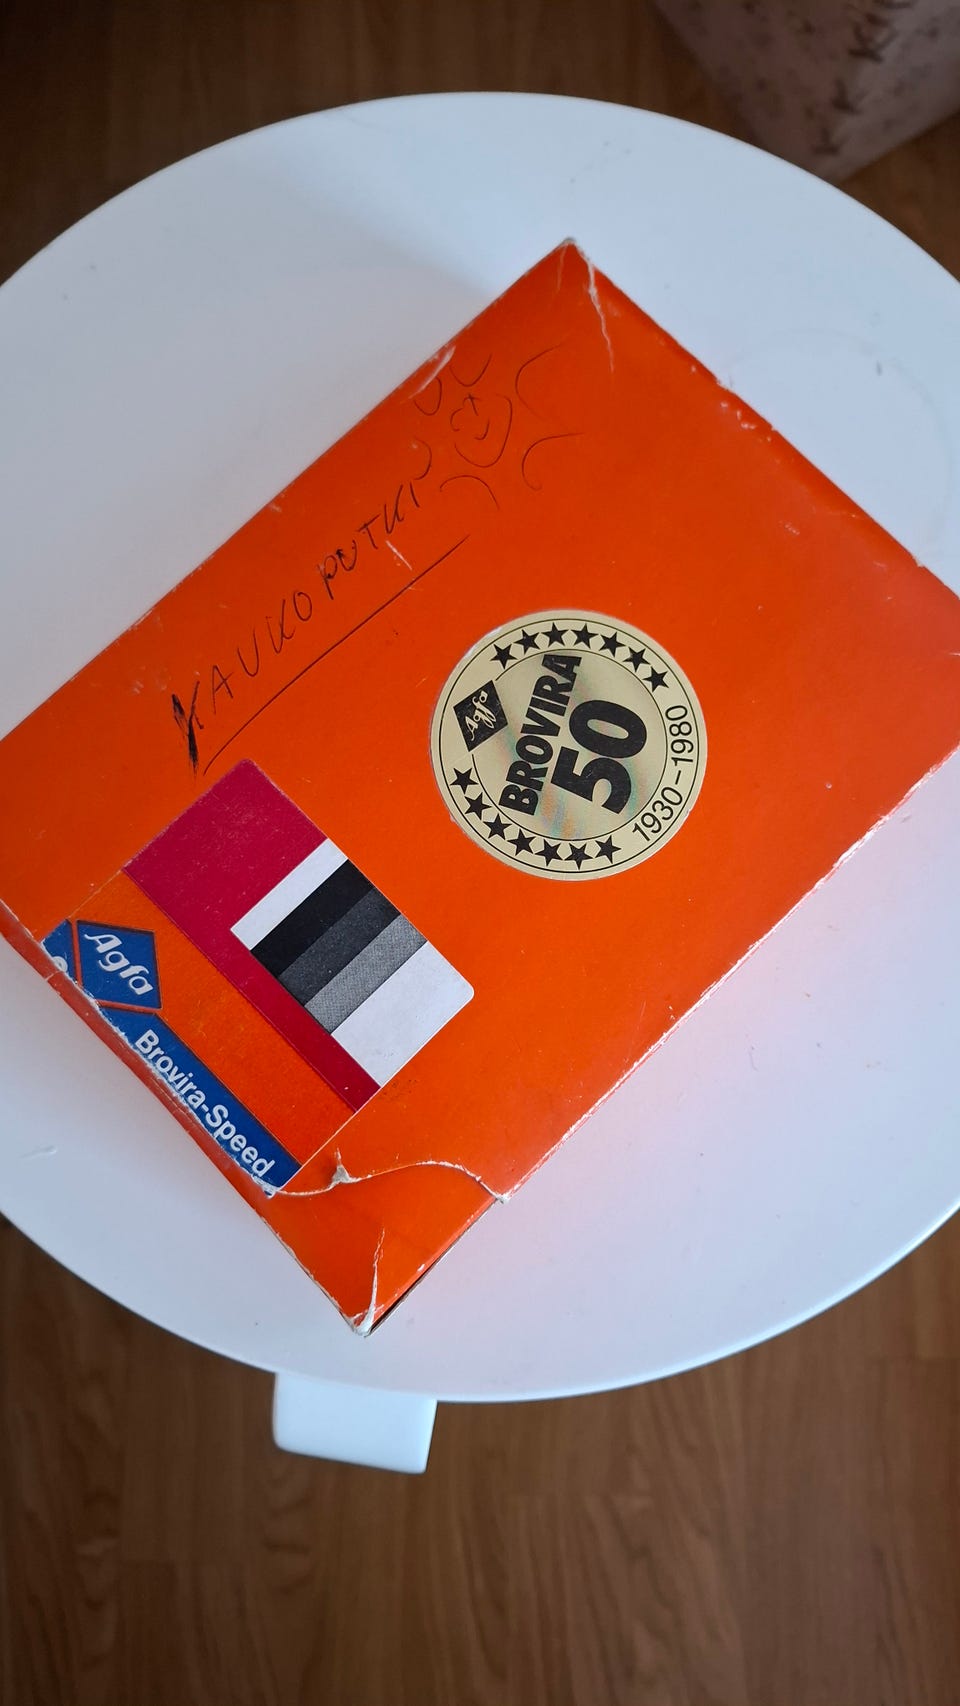 KAUKOPUTKI
Agfa
BROVIRA
50
1930–1980
Agfa
Brovira-Speed